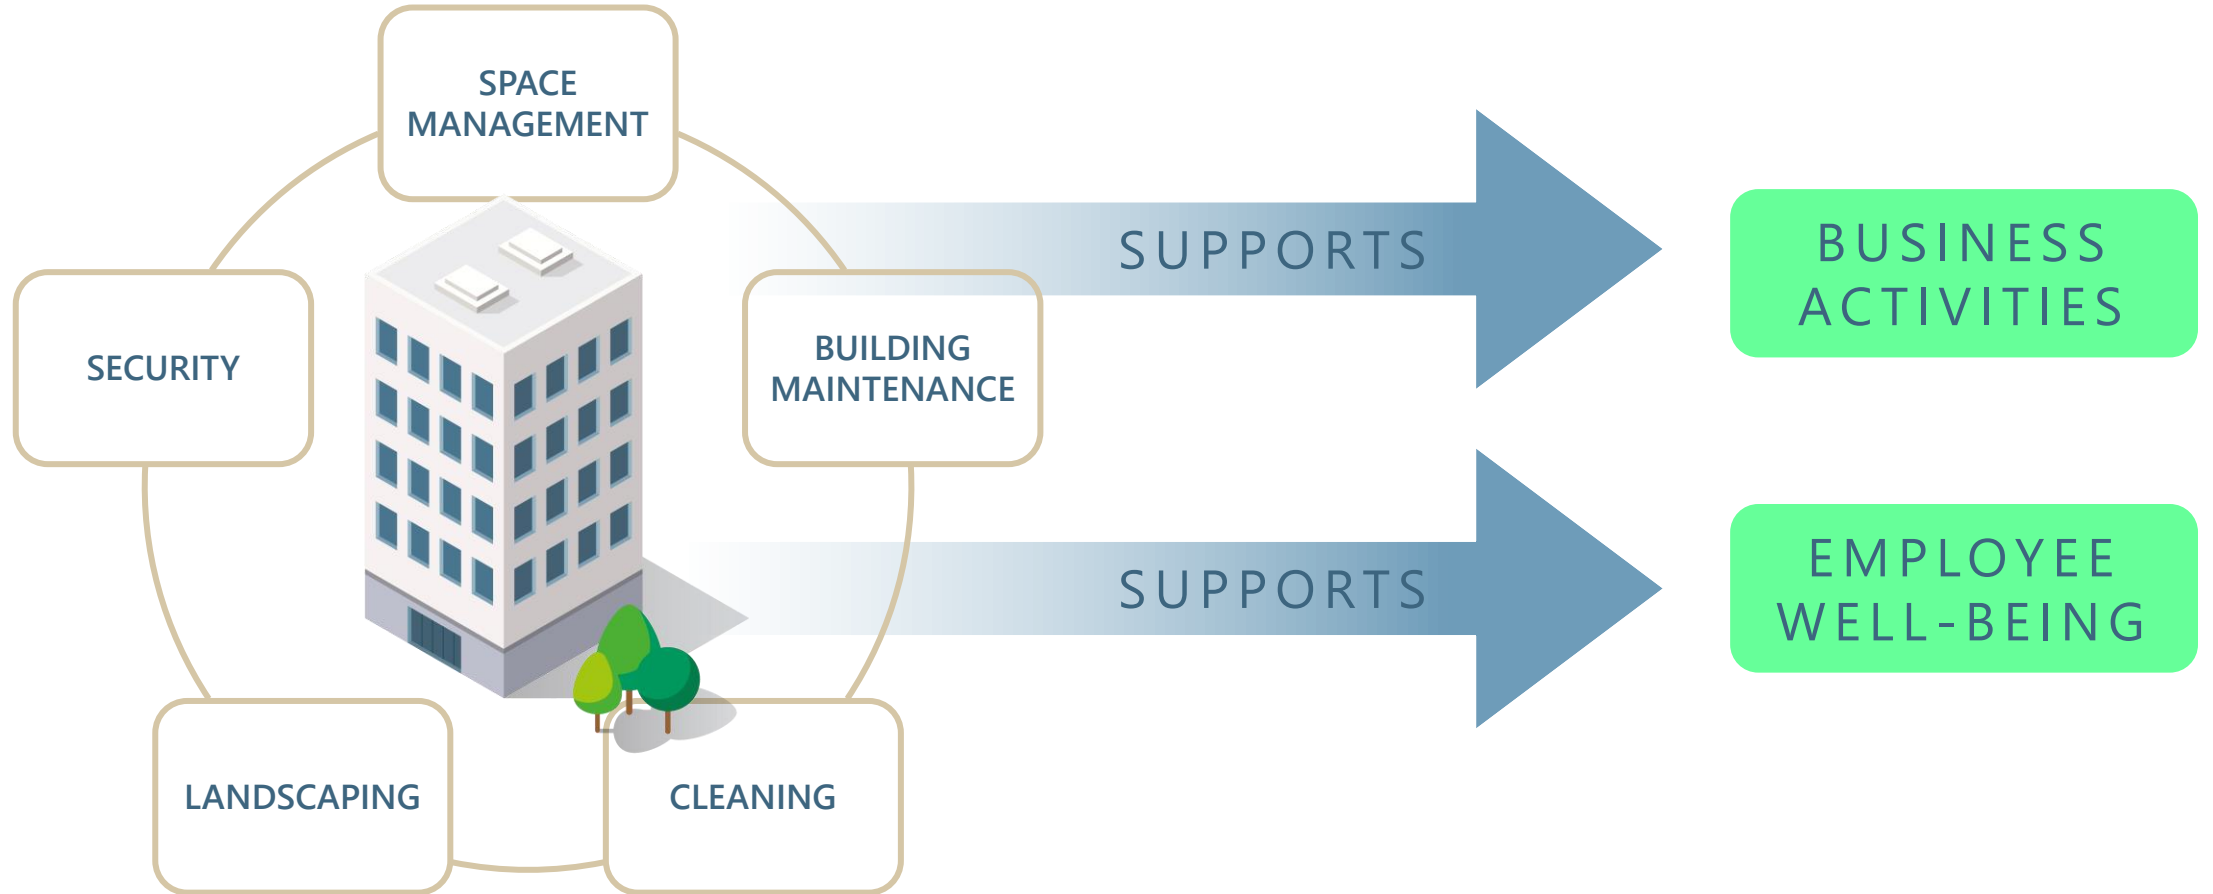 SPACE
MANAGEMENT
SECURITY
BUILDING
MAINTENANCE
LANDSCAPING
CLEANING
SUPPORTS
BUSINESS
ACTIVITIES
SUPPORTS
EMPLOYEE
WELL-BEING